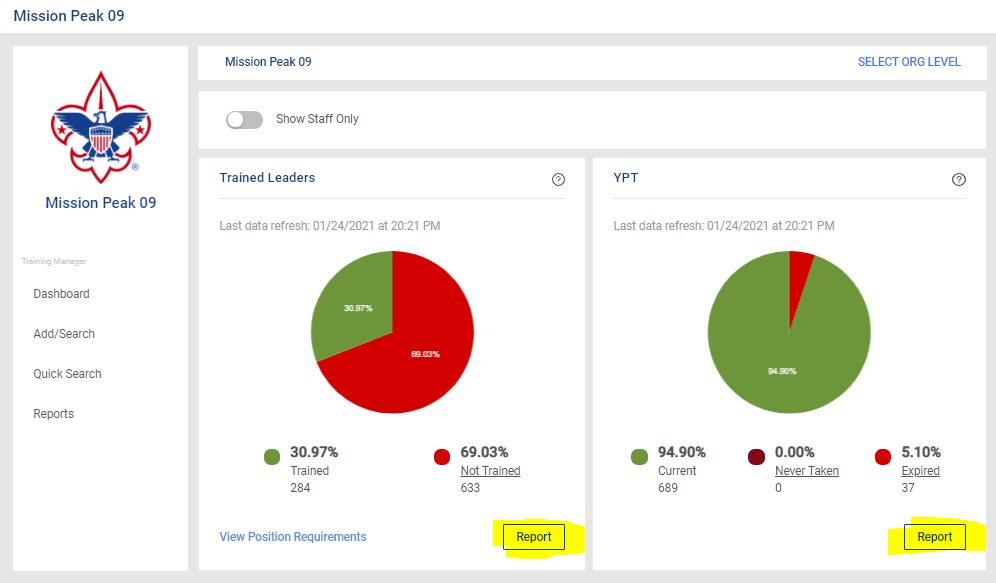 Mission Peak 09
Mission Peak 09
SELECT ORG LEVEL
Show Staff Only
®
Mission Peak 09
Training Manager
Dashboard
Add/Search
Quick Search
Reports
Trained Leaders
?
Last data refresh: 01/24/2021 at 20:21 PM
30.97%
69.03%
30.97%
Trained
284
69.03%
Not Trained
633
View Position Requirements
Report
YPT
?
Last data refresh: 01/24/2021 at 20:21 PM
94.90%
94.90%
Current
689
0.00%
Never Taken
0
5.10%
Expired
37
Report